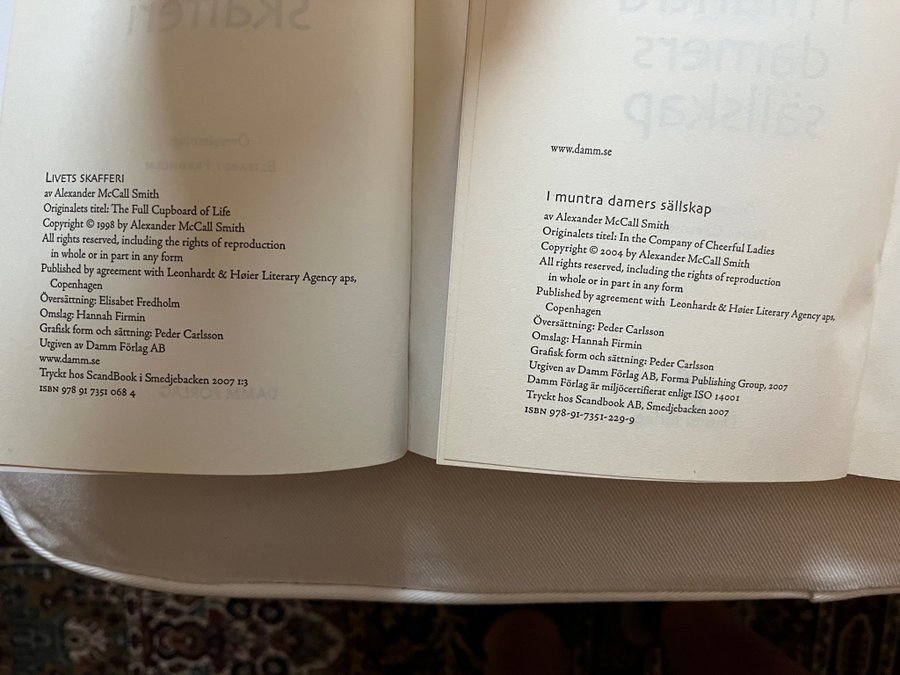 LIVETS SKAFFERI
av Alexander McCall Smith
Originalets titel: The Full Cupboard of Life
Copyright © 1998 by Alexander McCall Smith
All rights reserved, including the rights of reproduction
in whole or in part in any form
Published by agreement with Leonhardt & Høier Literary Agency aps,
Copenhagen
Översättning: Elisabet Fredholm
Omslag: Hannah Firmin
Grafisk form och sättning: Peder Carlsson
Utgiven av Damm Förlag AB
www.damm.se
Tryckt hos ScandBook i Smedjebacken 2007 1:3
ISBN 978 91 7351 068 4
www.damm.se
I muntra damers sällskap
av Alexander McCall Smith
Originalets titel: In the Company of Cheerful Ladies
Copyright © 2004 by Alexander McCall Smith
All rights reserved, including the rights of reproduction
in whole or in part in any form
Published by agreement with Leonhardt & Høier Literary Agency aps,
Copenhagen
Översättning: Peder Carlsson
Omslag: Hannah Firmin
Grafisk form och sättning: Peder Carlsson
Utgiven av Damm Förlag AB, Forma Publishing Group, 2007
Damm Förlag är miljöcertifierat enligt ISO 14001
Tryckt hos Scandbook AB, Smedjebacken 2007
ISBN 978-91-7351-229-9